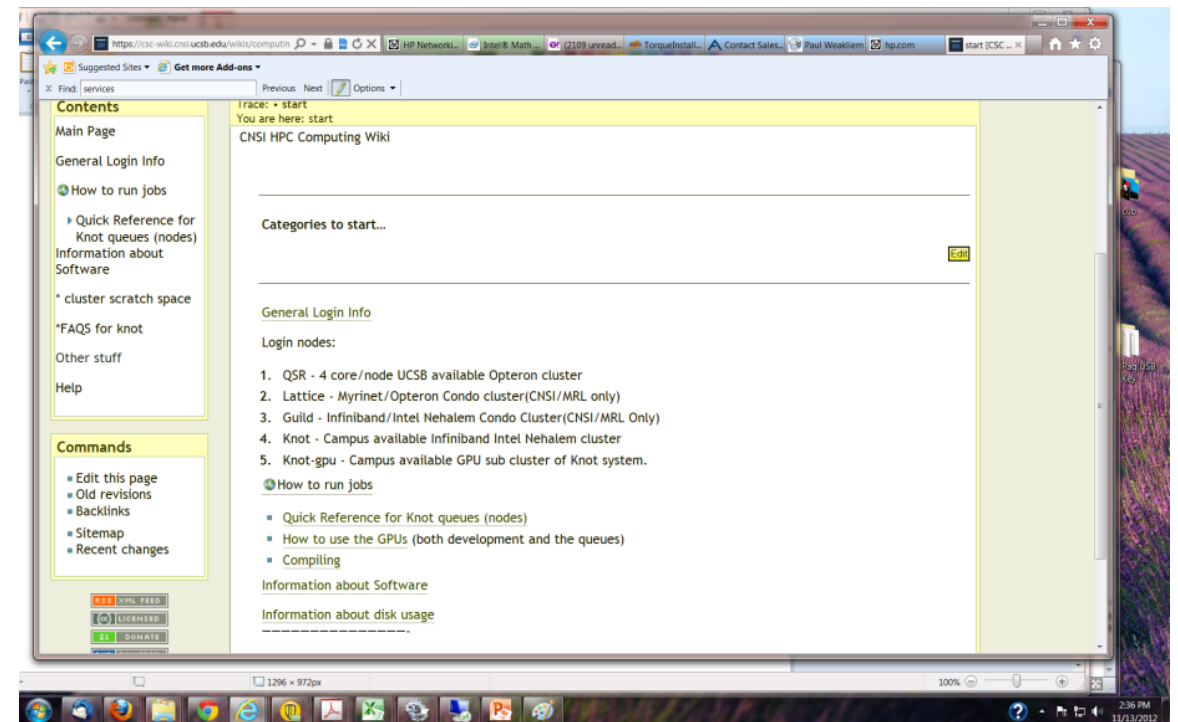 https://csc-wiki.cnsi.ucsb.edu/wikis/computin
HP Networki...
Intel® Math ...
(2109 unread...
TorqueInstall...
Contact Sales...
Paul Weakliem
hp.com
start [CSC ... ×
Suggested Sites
Get more Add-ons
X Find: services
Previous Next
Options
Contents
Main Page
General Login Info
How to run jobs
Quick Reference for
Knot queues (nodes)
Information about
Software
* cluster scratch space
*FAQS for knot
Other stuff
Help
Commands
Edit this page
Old revisions
Backlinks
Sitemap
Recent changes
RSS XML FEED
(cc) LICENSED
$1 DONATE
Trace: • start
You are here: start
CNSI HPC Computing Wiki
Categories to start...
Edit
General Login Info
Login nodes:
1. QSR - 4 core/node UCSB available Opteron cluster
2. Lattice - Myrinet/Opteron Condo cluster(CNSI/MRL only)
3. Guild - Infiniband/Intel Nehalem Condo Cluster(CNSI/MRL Only)
4. Knot - Campus available Infiniband Intel Nehalem cluster
5. Knot-gpu - Campus available GPU sub cluster of Knot system.
How to run jobs
Quick Reference for Knot queues (nodes)
How to use the GPUs (both development and the queues)
Compiling
Information about Software
Information about disk usage
———————————————-
USB
Key
1296 × 972px
100%
2:36 PM
11/13/2012